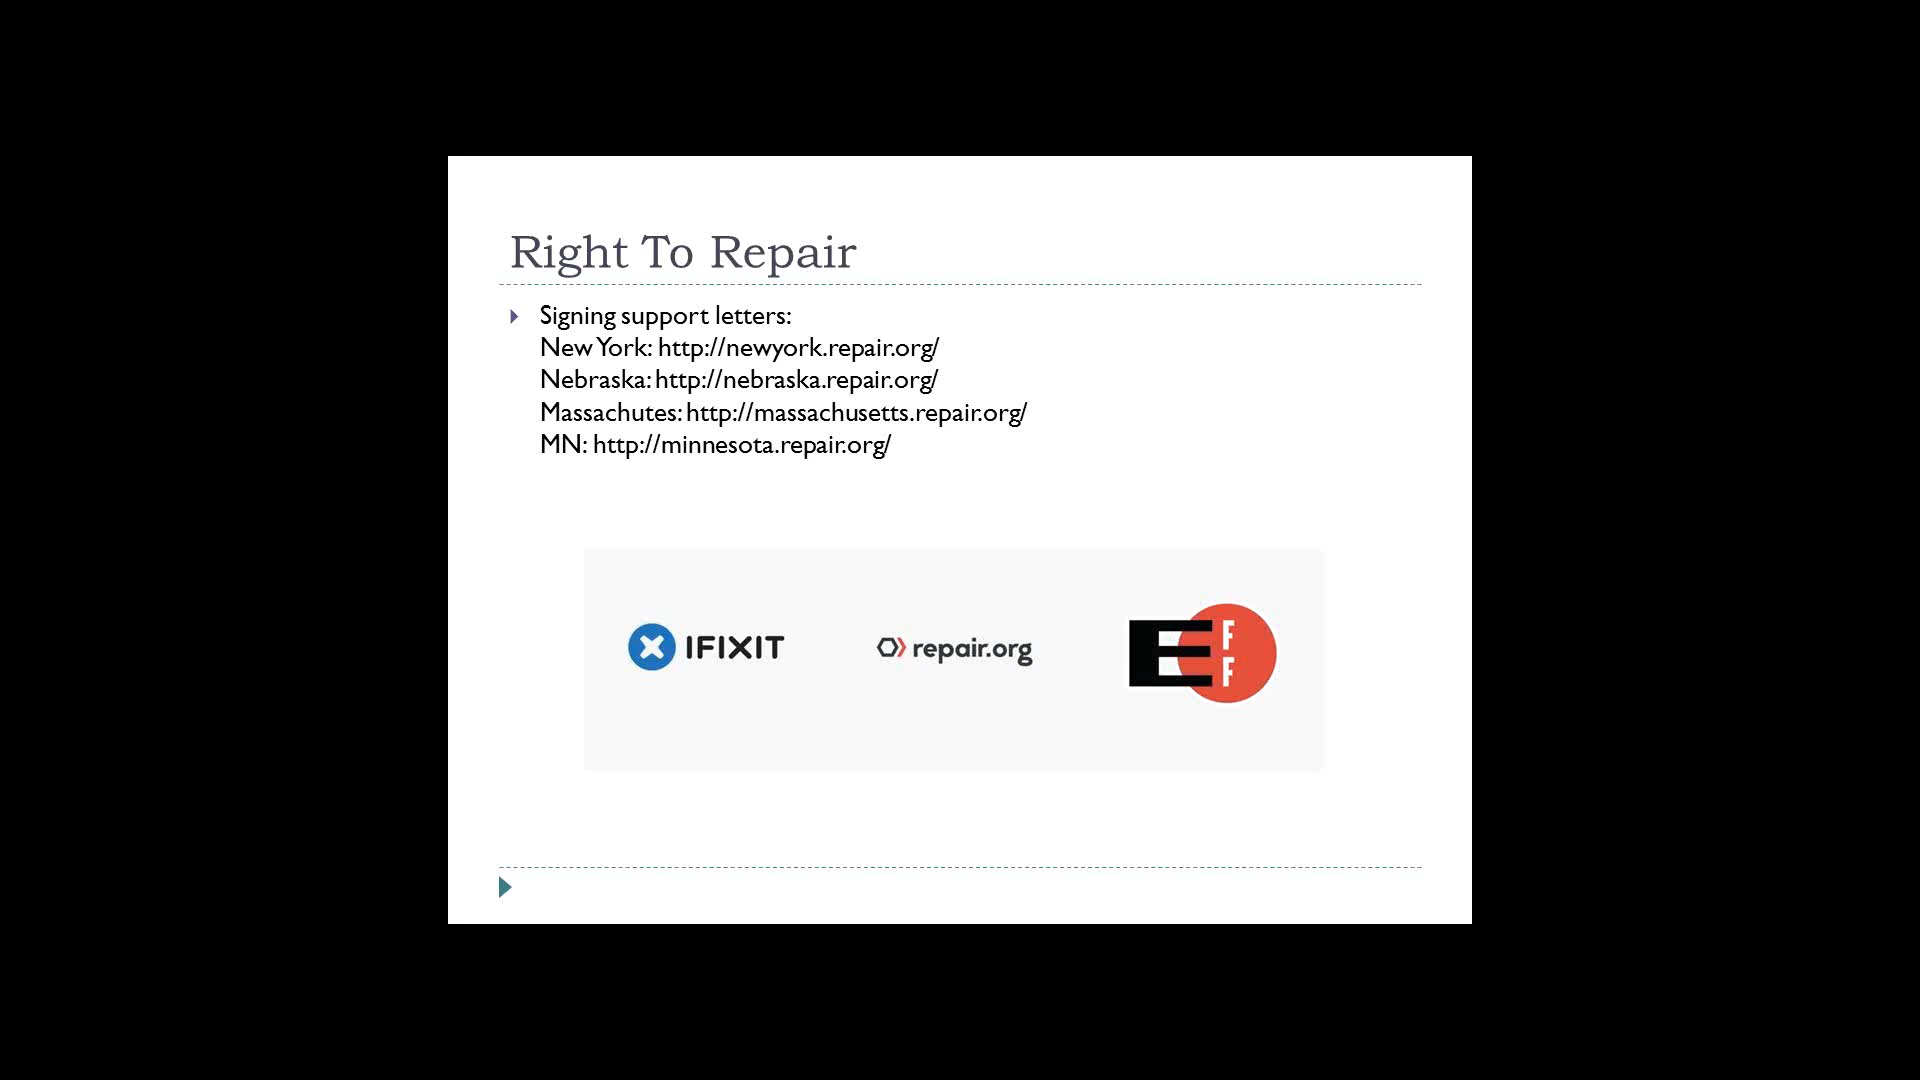 Right To Repair
Signing support letters:
New York: http://newyork.repair.org/
Nebraska: http://nebraska.repair.org/
Massachutes: http://massachusetts.repair.org/
MN: http://minnesota.repair.org/
IFIXIT
repair.org
EFF